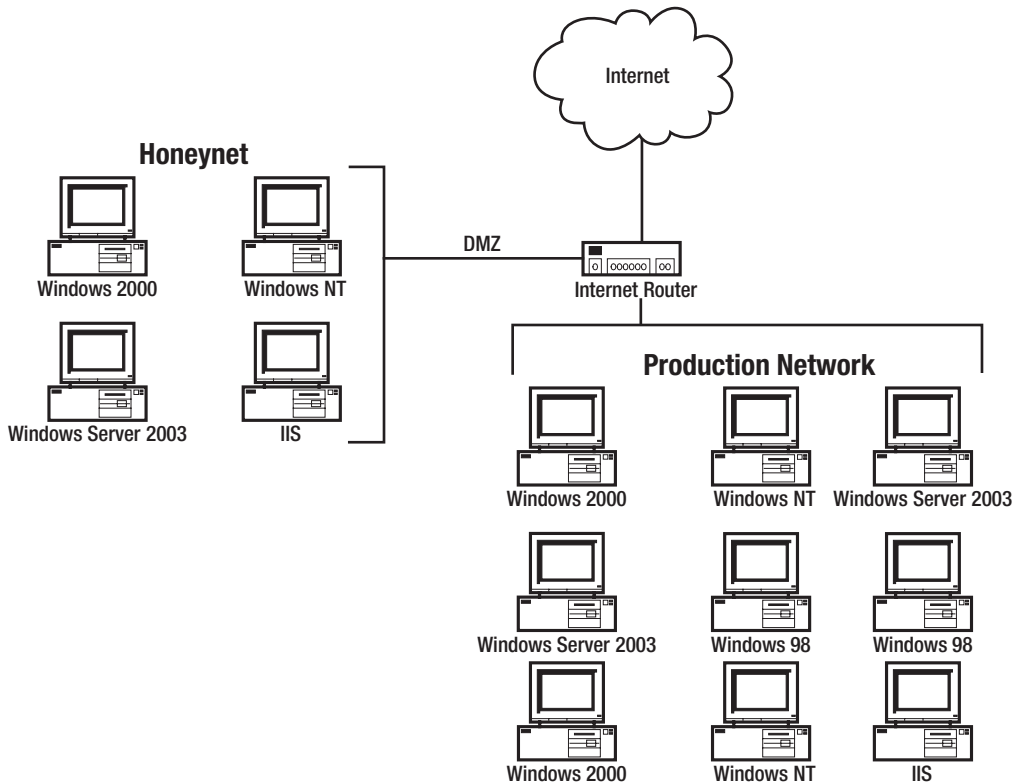 Internet
Honeynet
DMZ
Windows 2000
Windows NT
Internet Router
Windows Server 2003
IIS
Production Network
Windows 2000
Windows NT
Windows Server 2003
Windows Server 2003
Windows 98
Windows 98
Windows 2000
Windows NT
IIS